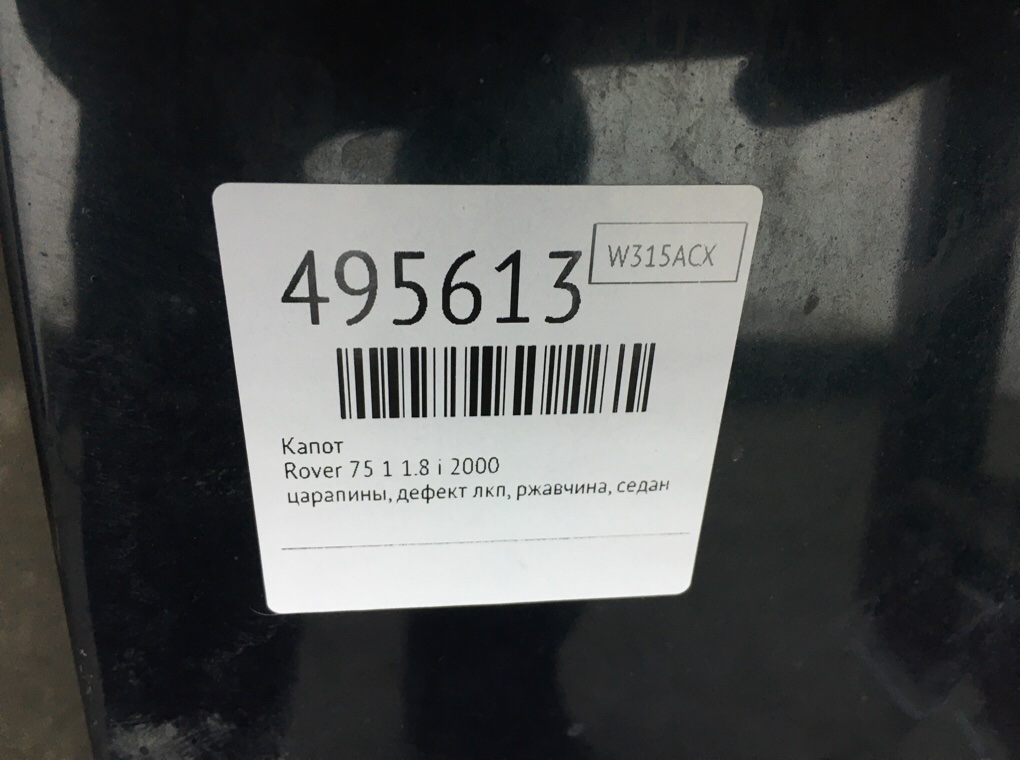 W315ACX
495613
Капот
Rover 75 1 1.8 i 2000
царапины, дефект лкп, ржавчина, седан